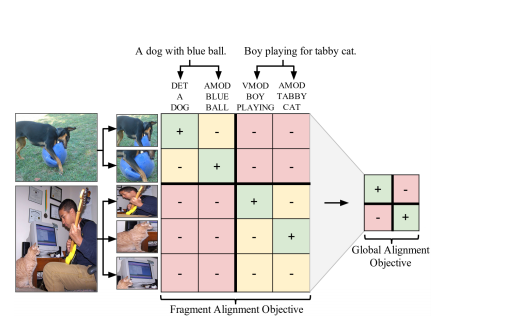 A dog with blue ball. Boy playing for tabby cat.
DET AMOD VMOD AMOD
A BLUE BOY TABBY
DOG BALL PLAYING CAT
+ - - -
- + - -
- - + -
- - - +
- - - -
+ -
- +
Global Alignment
Objective
Fragment Alignment Objective